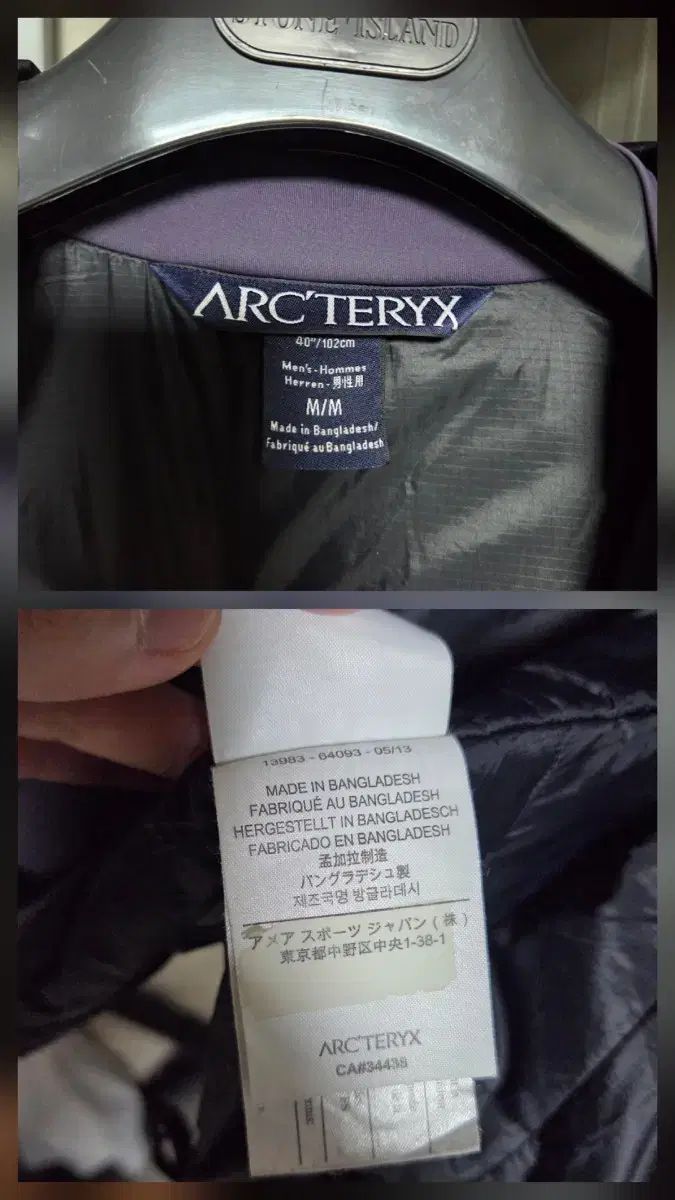 STONE ISLAND
ARC'TERYX
40"/102cm
Men's - Hommes
Herren - 男性用
M/M
Made in Bangladesh/
Fabriqué au Bangladesh
13983 - 64093 - 05/13
MADE IN BANGLADESH
FABRIQUÉ AU BANGLADESH
HERGESTELLT IN BANGLADESCH
FABRICADO EN BANGLADESH
孟加拉制造
バングラデシュ製
제조국명 방글라데시
アメア スポーツ ジャパン ( 株 )
東京都中野区中央1-38-1
ARC'TERYX
CA#34438